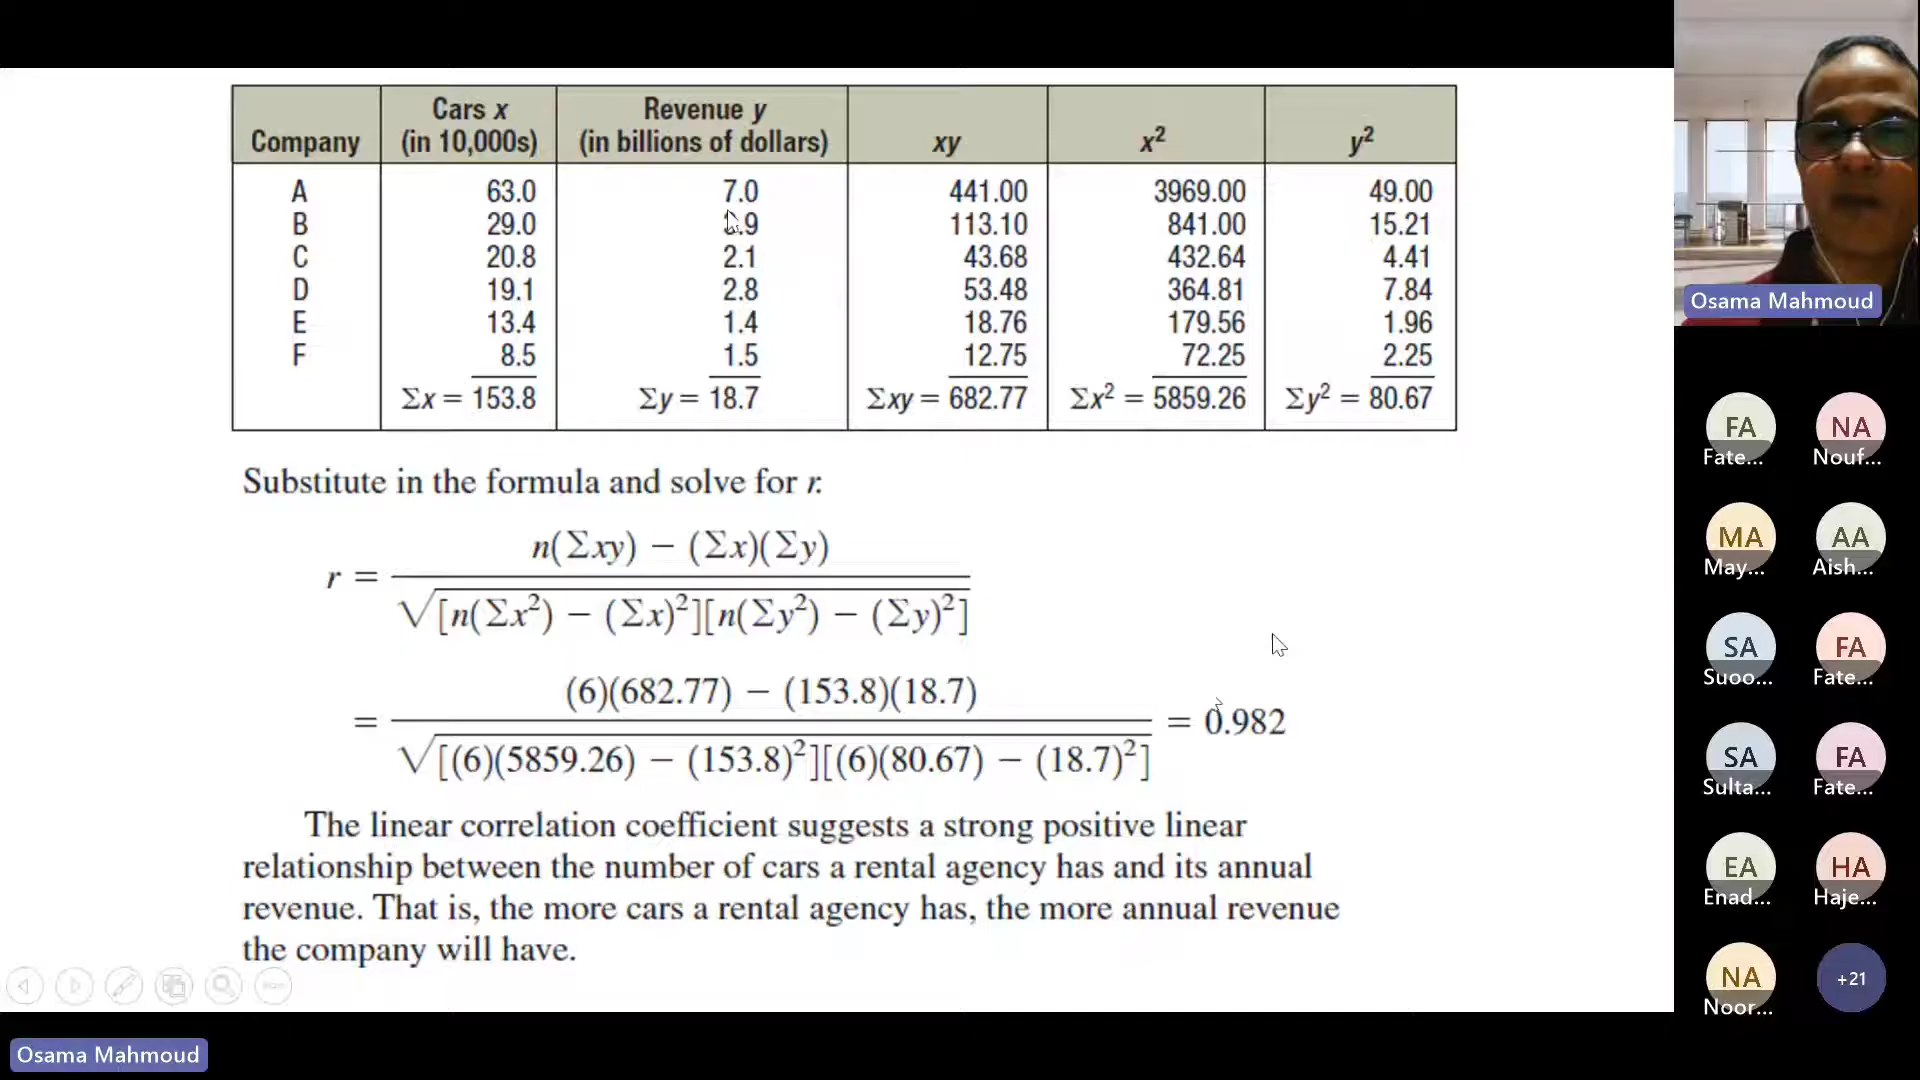 Company | Cars x (in 10,000s) | Revenue y (in billions of dollars) | xy | x² | y²
A 63.0 7.0 441.00 3969.00 49.00
B 29.0 .9 113.10 841.00 15.21
C 20.8 2.1 43.68 432.64 4.41
D 19.1 2.8 53.48 364.81 7.84
E 13.4 1.4 18.76 179.56 1.96
F 8.5 1.5 12.75 72.25 2.25
Σx = 153.8 Σy = 18.7 Σxy = 682.77 Σx² = 5859.26 Σy² = 80.67
Substitute in the formula and solve for r.
r = n(Σxy) − (Σx)(Σy) / √[n(Σx²) − (Σx)²][n(Σy²) − (Σy)²]
= (6)(682.77) − (153.8)(18.7) / √[(6)(5859.26) − (153.8)²][(6)(80.67) − (18.7)²] = 0.982
The linear correlation coefficient suggests a strong positive linear
relationship between the number of cars a rental agency has and its annual
revenue. That is, the more cars a rental agency has, the more annual revenue
the company will have.
Osama Mahmoud
Osama Mahmoud
FA NA
Fate... Nouf...
MA AA
May... Aish...
SA FA
Suoo... Fate...
SA FA
Sulta... Fate...
EA HA
Enad... Haje...
NA +21
Noor...